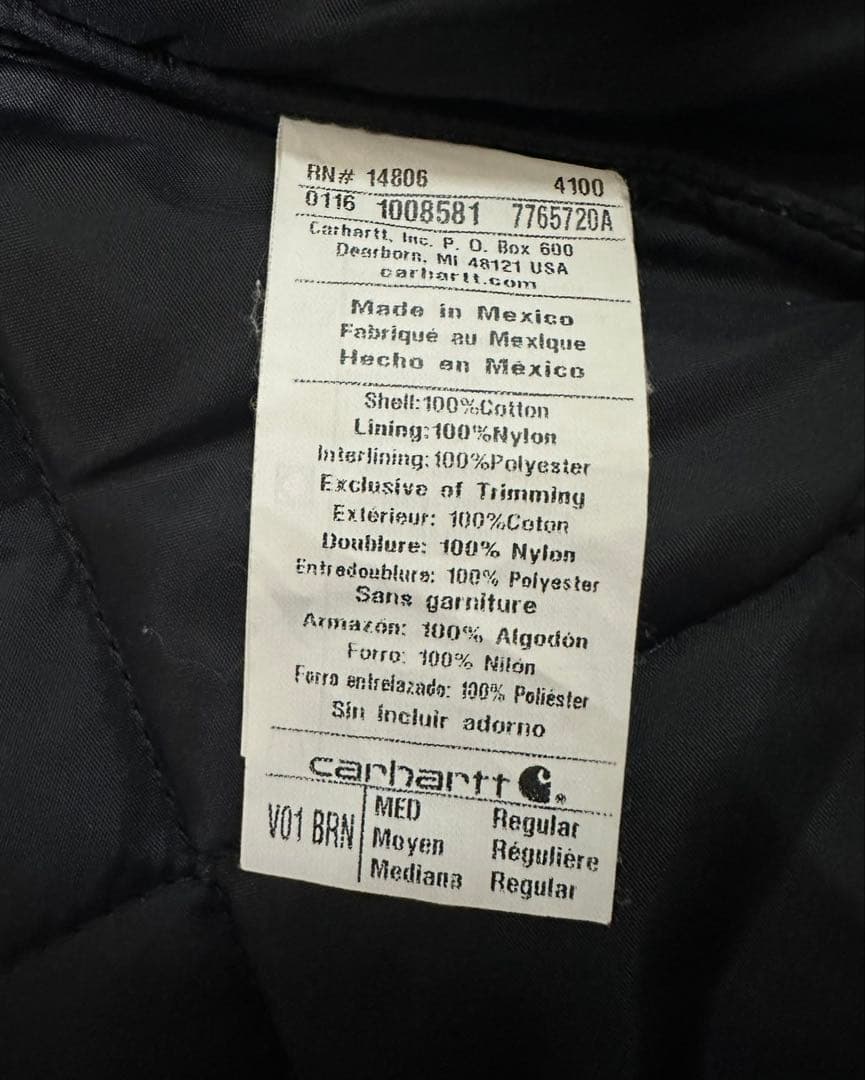 RN# 14806 4100
0116 1008581 7765720A
Carhartt, Inc. P. O. Box 600
Dearborn, MI 48121 USA
carhartt.com
Made in Mexico
Fabriqué au Mexique
Hecho en México
Shell:100%Cotton
Lining:100%Nylon
Interlining:100%Polyester
Exclusive of Trimming
Extérieur: 100%Coton
Doublure: 100% Nylon
Entredoublure: 100% Polyester
Sans garniture
Armazón: 100% Algodón
Forro: 100% Nilón
Forro entrelazado: 100% Poliéster
Sin incluir adorno
carhartt
V01 BRN
MED Regular
Moyen Régulière
Mediana Regular